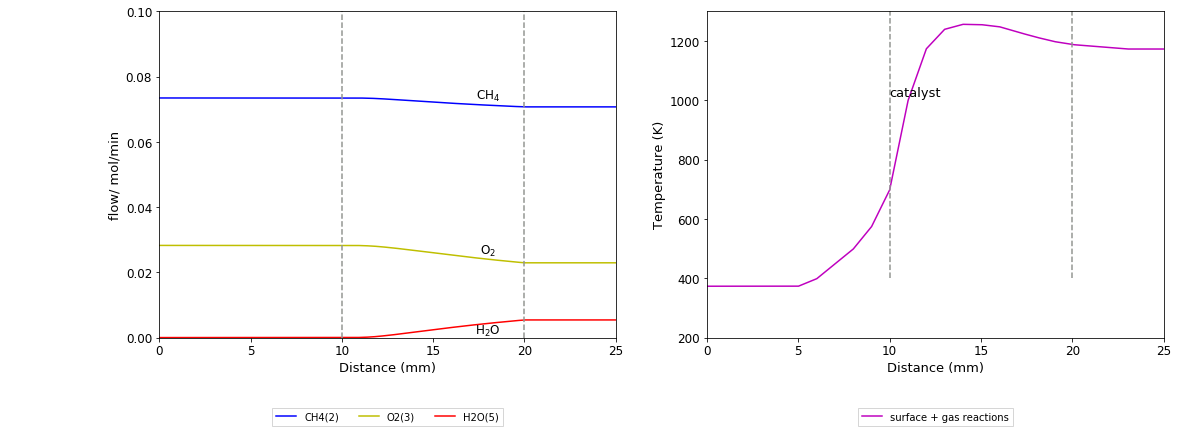 0.10
0.08
0.06
0.04
0.02
0.00
flow/ mol/min
CH4
O2
H2O
0 5 10 15 20 25
Distance (mm)
CH4(2) O2(3) H2O(5)
1200
1000
800
600
400
200
Temperature (K)
catalyst
0 5 10 15 20 25
Distance (mm)
surface + gas reactions